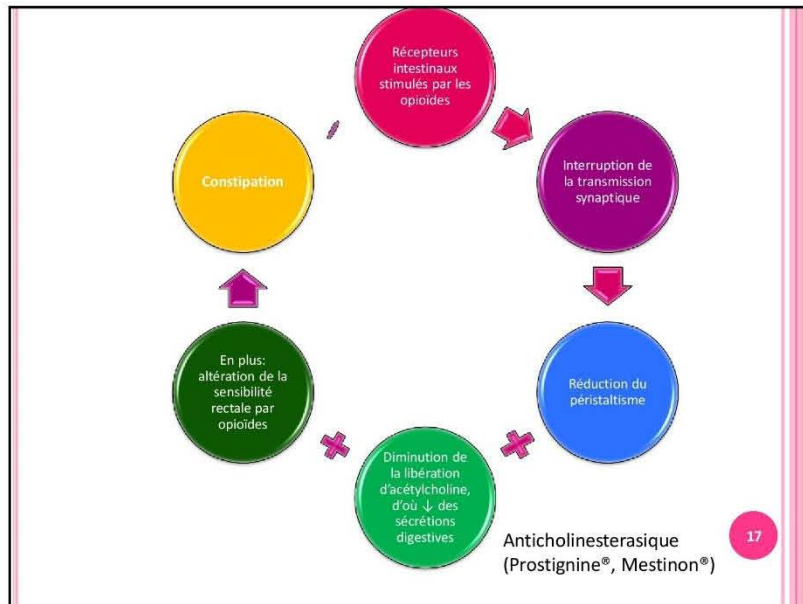 Récepteurs
intestinaux
stimulés par les
opioïdes
Interruption de
la transmission
synaptique
Réduction du
péristaltisme
Diminution de
la libération
d'acétylcholine,
d'où ↓ des
sécrétions
digestives
En plus:
altération de la
sensibilité
rectale par
opioïdes
Constipation
Anticholinesterasique
(Prostignine®, Mestinon®)
17